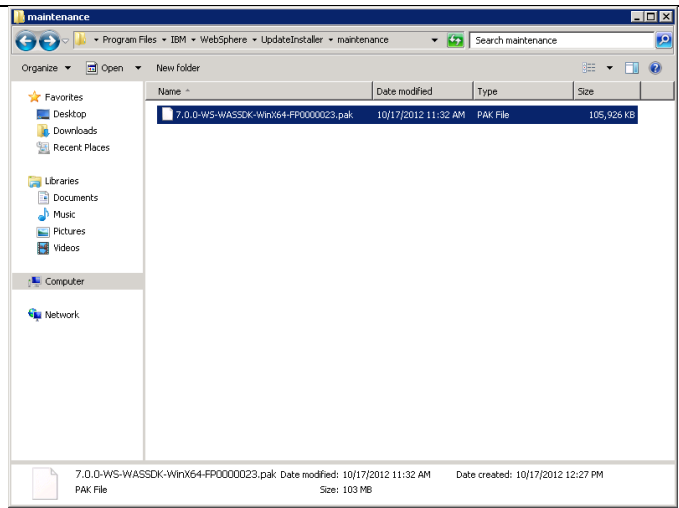 maintenance
Program Files IBM WebSphere UpdateInstaller maintenance Search maintenance
Organize Open New folder
Name Date modified Type Size
7.0.0-WS-WASSDK-WinX64-FP0000023.pak 10/17/2012 11:32 AM PAK File 105,926 KB
Favorites
Desktop
Downloads
Recent Places
Libraries
Documents
Music
Pictures
Videos
Computer
Network
7.0.0-WS-WASSDK-WinX64-FP0000023.pak Date modified: 10/17/2012 11:32 AM Date created: 10/17/2012 12:27 PM
PAK File Size: 103 MB